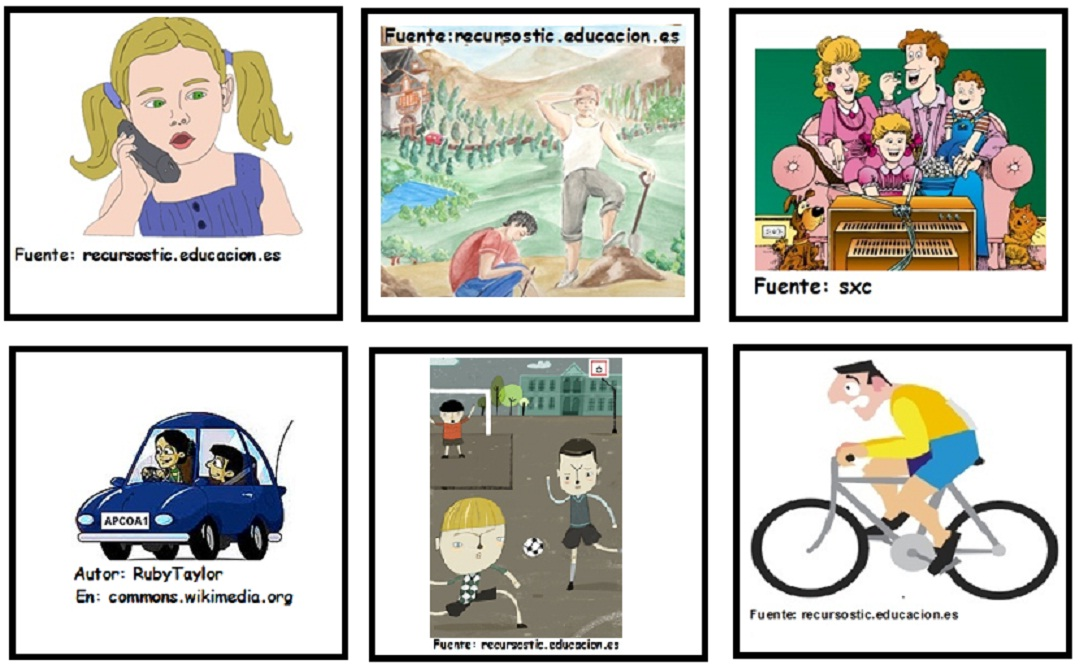 Fuente: recursostic.educacion.es
Fuente:recursostic.educacion.es
Fuente: sxc
APCOA1
Autor: RubyTaylor
En: commons.wikimedia.org
Fuente: recursostic.educacion.es
Fuente: recursostic.educacion.es